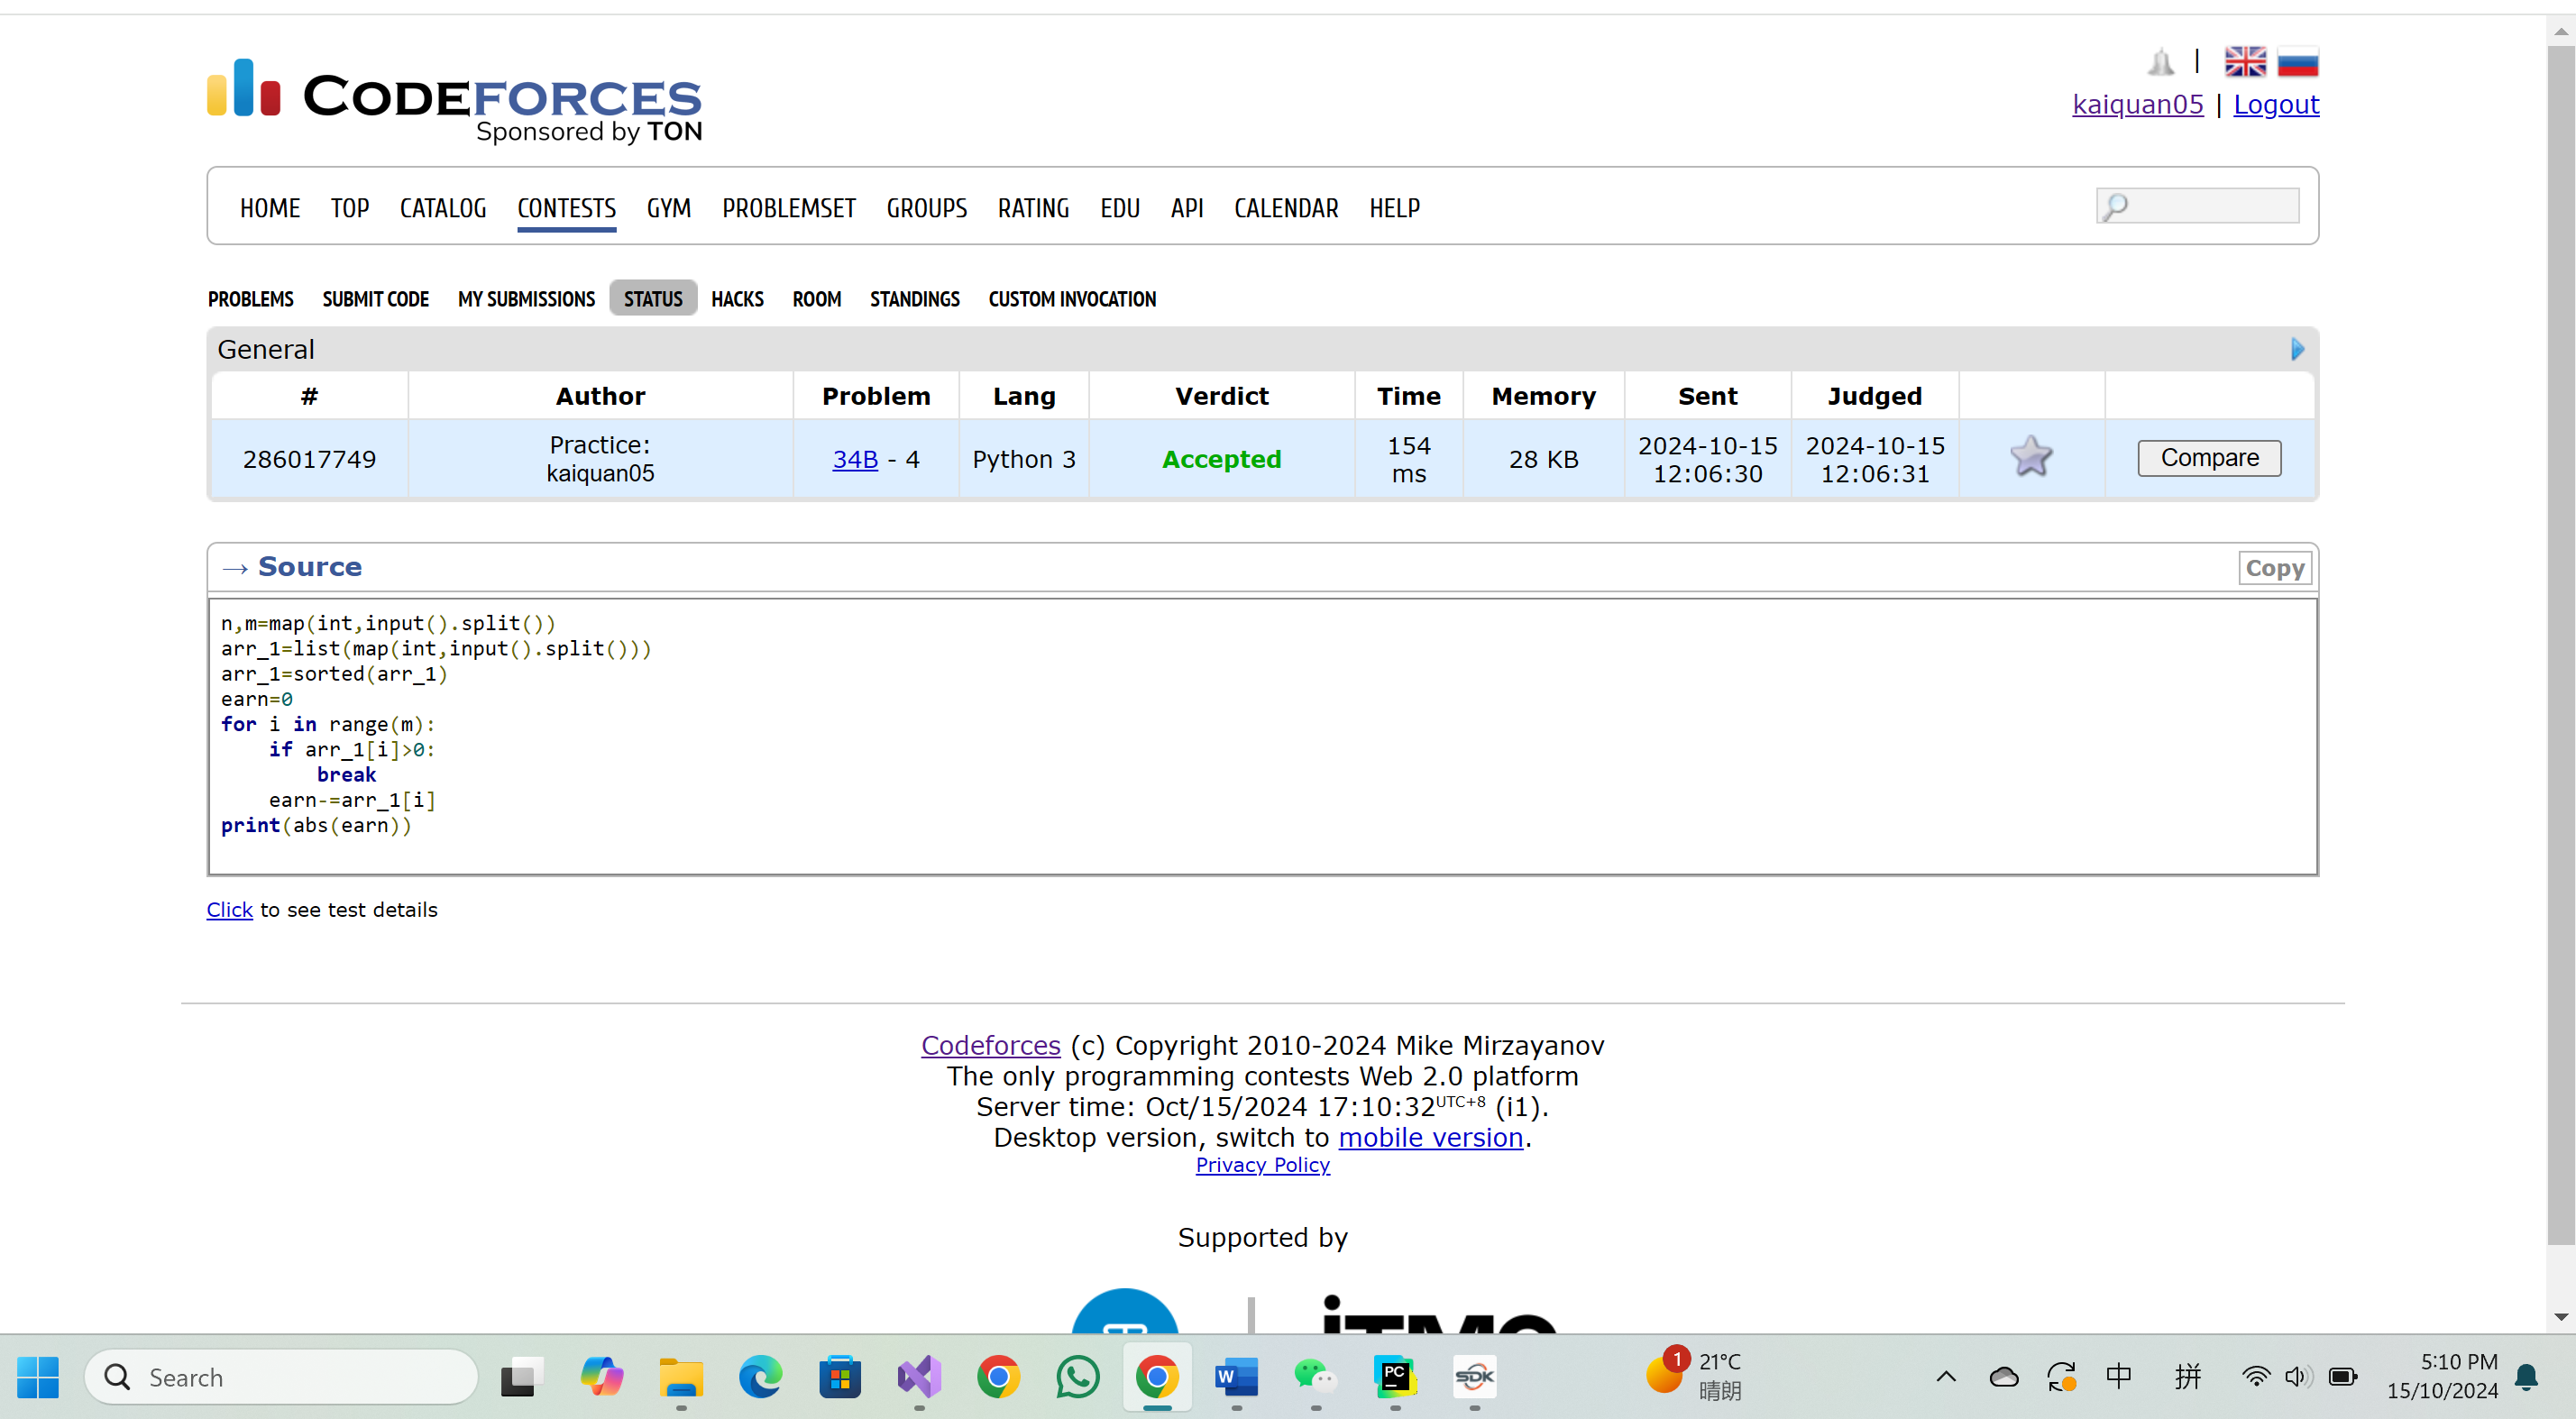 CODEFORCES
Sponsored by TON
|
kaiquan05 | Logout
HOME TOP CATALOG CONTESTS GYM PROBLEMSET GROUPS RATING EDU API CALENDAR HELP
PROBLEMS SUBMIT CODE MY SUBMISSIONS STATUS HACKS ROOM STANDINGS CUSTOM INVOCATION
General
# Author Problem Lang Verdict Time Memory Sent Judged
286017749 Practice: kaiquan05 34B - 4 Python 3 Accepted 154 ms 28 KB 2024-10-15 12:06:30 2024-10-15 12:06:31 Compare
→ Source Copy
n,m=map(int,input().split())
arr_1=list(map(int,input().split()))
arr_1=sorted(arr_1)
earn=0
for i in range(m):
    if arr_1[i]>0:
        break
    earn-=arr_1[i]
print(abs(earn))
Click to see test details
Codeforces (c) Copyright 2010-2024 Mike Mirzayanov
The only programming contests Web 2.0 platform
Server time: Oct/15/2024 17:10:32UTC+8 (i1).
Desktop version, switch to mobile version.
Privacy Policy
Supported by
iTMO
Search
W
PC
SDK
1
21°C
晴朗
中
拼
5:10 PM
15/10/2024